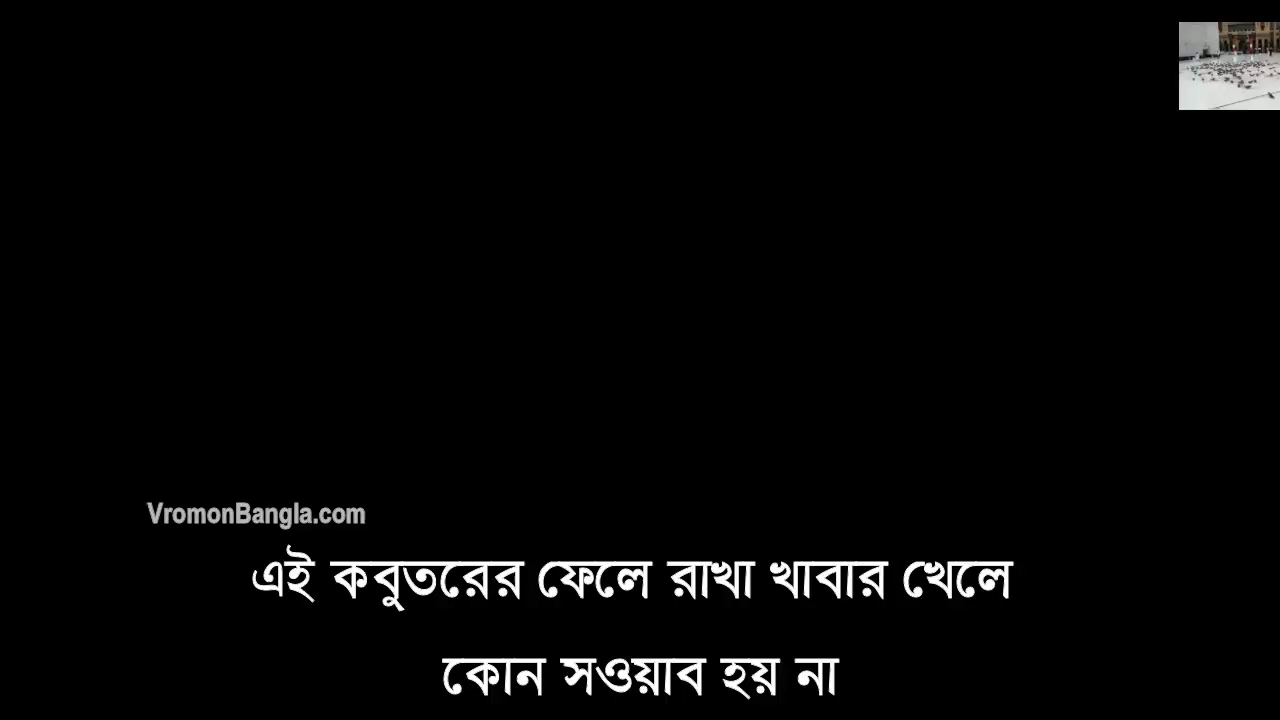 VromonBangla.com
এই কবুতরের ফেলে রাখা খাবার খেলে
কোন সওয়াব হয় না